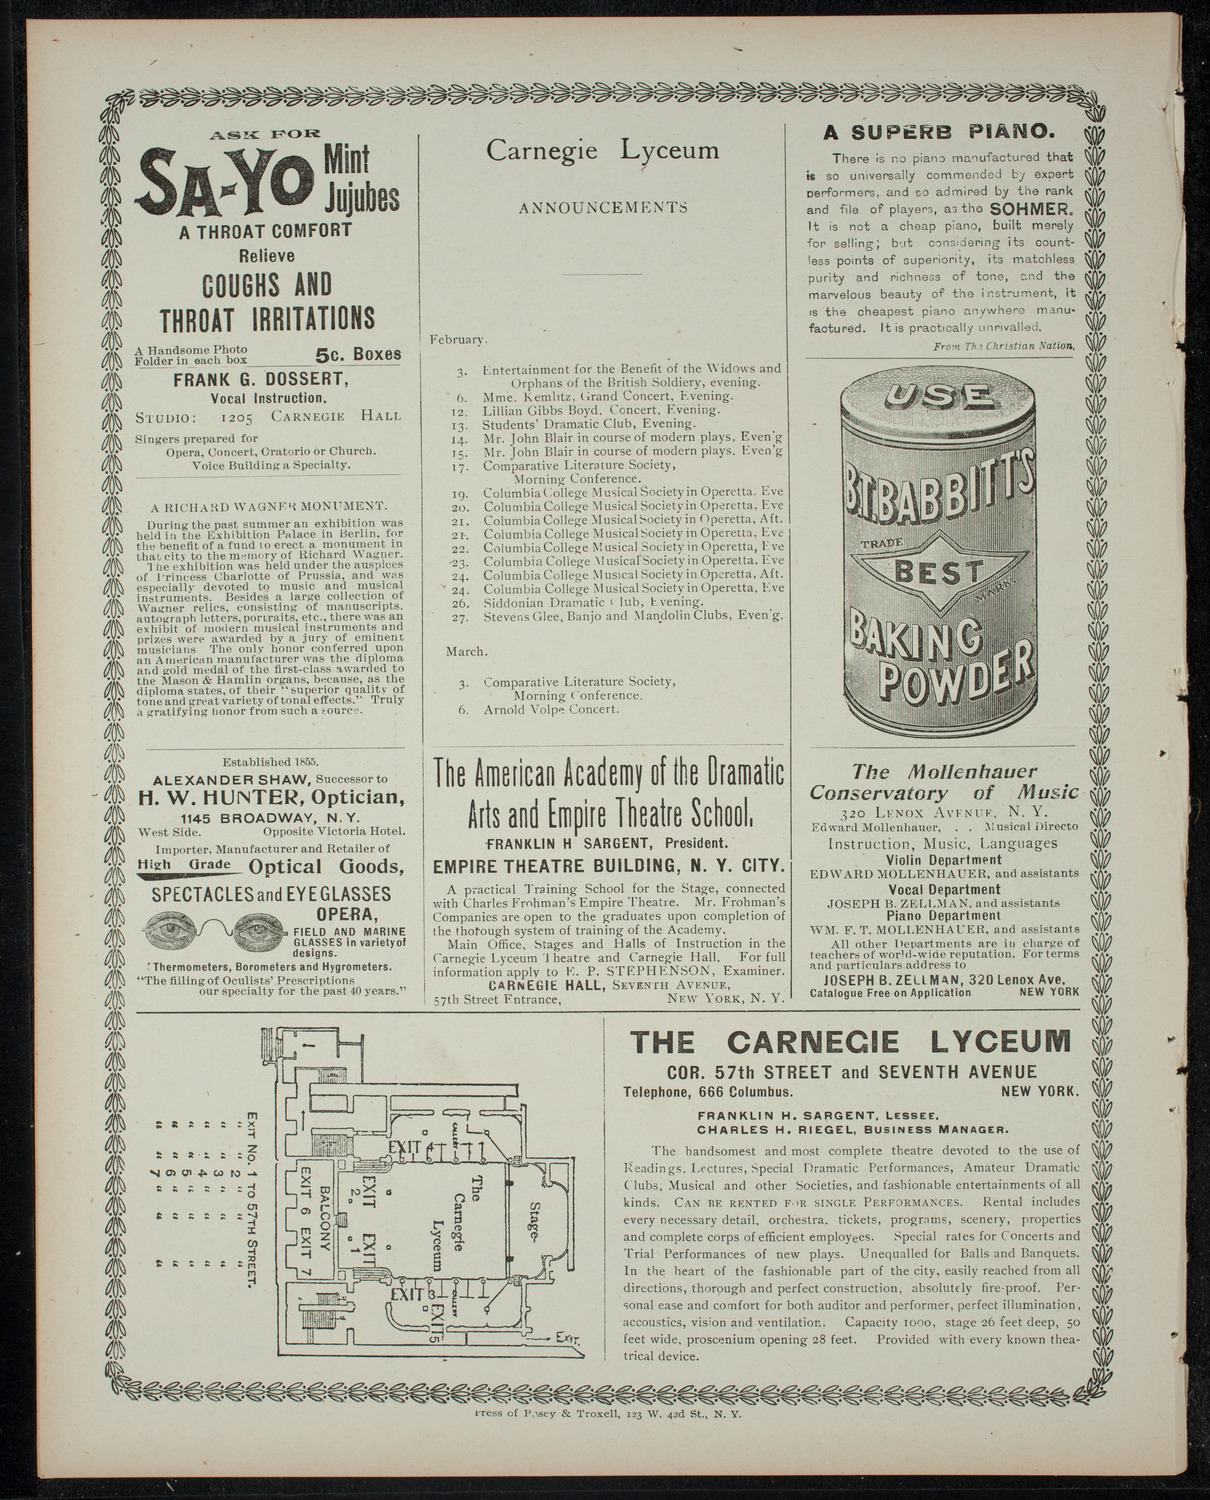 ASK FOR
SA-YO Mint Jujubes
A THROAT COMFORT
Relieve
COUGHS AND
THROAT IRRITATIONS
A Handsome Photo
Folder in each box
5c. Boxes
FRANK G. DOSSERT,
Vocal Instruction,
STUDIO: 1205 CARNEGIE HALL
Singers prepared for
Opera, Concert, Oratorio or Church.
Voice Building a Specialty.
A RICHARD WAGNER MONUMENT.
During the past summer an exhibition was
held in the Exhibition Palace in Berlin, for
the benefit of a fund to erect a monument in
that city to the memory of Richard Wagner.
The exhibition was held under the auspices
of Princess Charlotte of Prussia, and was
especially devoted to music and musical
instruments. Besides a large collection of
Wagner relics, consisting of manuscripts,
autograph letters, portraits, etc., there was an
exhibit of modern musical instruments and
prizes were awarded by a jury of eminent
musicians The only honor conferred upon
an American manufacturer was the diploma
and gold medal of the first-class awarded to
the Mason & Hamlin organs, because, as the
diploma states, of their "superior quality of
tone and great variety of tonal effects." Truly
a gratifying honor from such a source.
Established 1855.
ALEXANDER SHAW, Successor to
H. W. HUNTER, Optician,
1145 BROADWAY, N. Y.
West Side. Opposite Victoria Hotel.
Importer, Manufacturer and Retailer of
High Grade Optical Goods,
SPECTACLES and EYEGLASSES
OPERA,
FIELD AND MARINE
GLASSES in variety of
designs.
Thermometers, Borometers and Hygrometers.
"The filling of Oculists' Prescriptions
our specialty for the past 40 years."
Carnegie Lyceum
ANNOUNCEMENTS
February.
3. Entertainment for the Benefit of the Widows and
Orphans of the British Soldiery, evening.
6. Mme. Kemlitz, Grand Concert, Evening.
12. Lillian Gibbs Boyd, Concert, Evening.
13. Students' Dramatic Club, Evening.
14. Mr. John Blair in course of modern plays, Even'g
15. Mr. John Blair in course of modern plays, Even'g
17. Comparative Literature Society,
Morning Conference.
19. Columbia College Musical Society in Operetta, Eve
20. Columbia College Musical Society in Operetta, Eve
21. Columbia College Musical Society in Operetta, Aft.
21. Columbia College Musical Society in Operetta, Eve
22. Columbia College Musical Society in Operetta, Eve
23. Columbia College Musical Society in Operetta, Eve
24. Columbia College Musical Society in Operetta, Aft.
24. Columbia College Musical Society in Operetta, Eve
26. Siddonian Dramatic Club, Evening.
27. Stevens Glee, Banjo and Mandolin Clubs, Even'g.
March.
3. Comparative Literature Society,
Morning Conference.
6. Arnold Volpe Concert.
The American Academy of the Dramatic
Arts and Empire Theatre School,
FRANKLIN H SARGENT, President.
EMPIRE THEATRE BUILDING, N. Y. CITY.
A practical Training School for the Stage, connected
with Charles Frohman's Empire Theatre. Mr. Frohman's
Companies are open to the graduates upon completion of
the thorough system of training of the Academy.
Main Office, Stages and Halls of Instruction in the
Carnegie Lyceum Theatre and Carnegie Hall. For full
information apply to E. P. STEPHENSON, Examiner.
CARNEGIE HALL, SEVENTH AVENUE,
57th Street Entrance, NEW YORK, N. Y.
A SUPERB PIANO.
There is no piano manufactured that
is so universally commended by expert
performers, and so admired by the rank
and file of players, as the SOHMER.
It is not a cheap piano, built merely
for selling; but considering its count-
less points of superiority, its matchless
purity and richness of tone, and the
marvelous beauty of the instrument, it
is the cheapest piano anywhere manu-
factured. It is practically unrivalled.
From The Christian Nation.
USE
B.T. BABBITT'S
TRADE
BEST
MARK
BAKING
POWDER
The Mollenhauer
Conservatory of Music
320 LENOX AVENUE, N. Y.
Edward Mollenhauer, . . Musical Directo
Instruction, Music, Languages
Violin Department
EDWARD MOLLENHAUER, and assistants
Vocal Department
JOSEPH B. ZELLMAN, and assistants
Piano Department
WM. F. T. MOLLENHAUER, and assistants
All other Departments are in charge of
teachers of world-wide reputation. For terms
and particulars address to
JOSEPH B. ZELLMAN, 320 Lenox Ave,
Catalogue Free on Application NEW YORK
EXIT No. 1 TO 57TH STREET.
" " 2 " " "
" " 3 " " "
" " 4 " " "
" " 5 " " "
" " 6 " " "
" " 7 " " "
BALCONY
EXIT 6 EXIT 7
EXIT 2
EXIT 1
EXIT 4
GALLERY
The
Carnegie
Lyceum
Stage
EXIT 3
GALLERY
EXIT 5
EXIT.
THE CARNEGIE LYCEUM
COR. 57th STREET and SEVENTH AVENUE
Telephone, 666 Columbus. NEW YORK.
FRANKLIN H. SARGENT, LESSEE.
CHARLES H. RIEGEL, BUSINESS MANAGER.
The handsomest and most complete theatre devoted to the use of
Readings, Lectures, Special Dramatic Performances, Amateur Dramatic
Clubs, Musical and other Societies, and fashionable entertainments of all
kinds. CAN BE RENTED FOR SINGLE PERFORMANCES. Rental includes
every necessary detail, orchestra, tickets, programs, scenery, properties
and complete corps of efficient employees. Special rates for Concerts and
Trial Performances of new plays. Unequalled for Balls and Banquets.
In the heart of the fashionable part of the city, easily reached from all
directions, thorough and perfect construction, absolutely fire-proof. Per-
sonal ease and comfort for both auditor and performer, perfect illumination,
accoustics, vision and ventilation. Capacity 1000, stage 26 feet deep, 50
feet wide, proscenium opening 28 feet. Provided with every known thea-
trical device.
Press of Pusey & Troxell, 123 W. 42d St., N. Y.